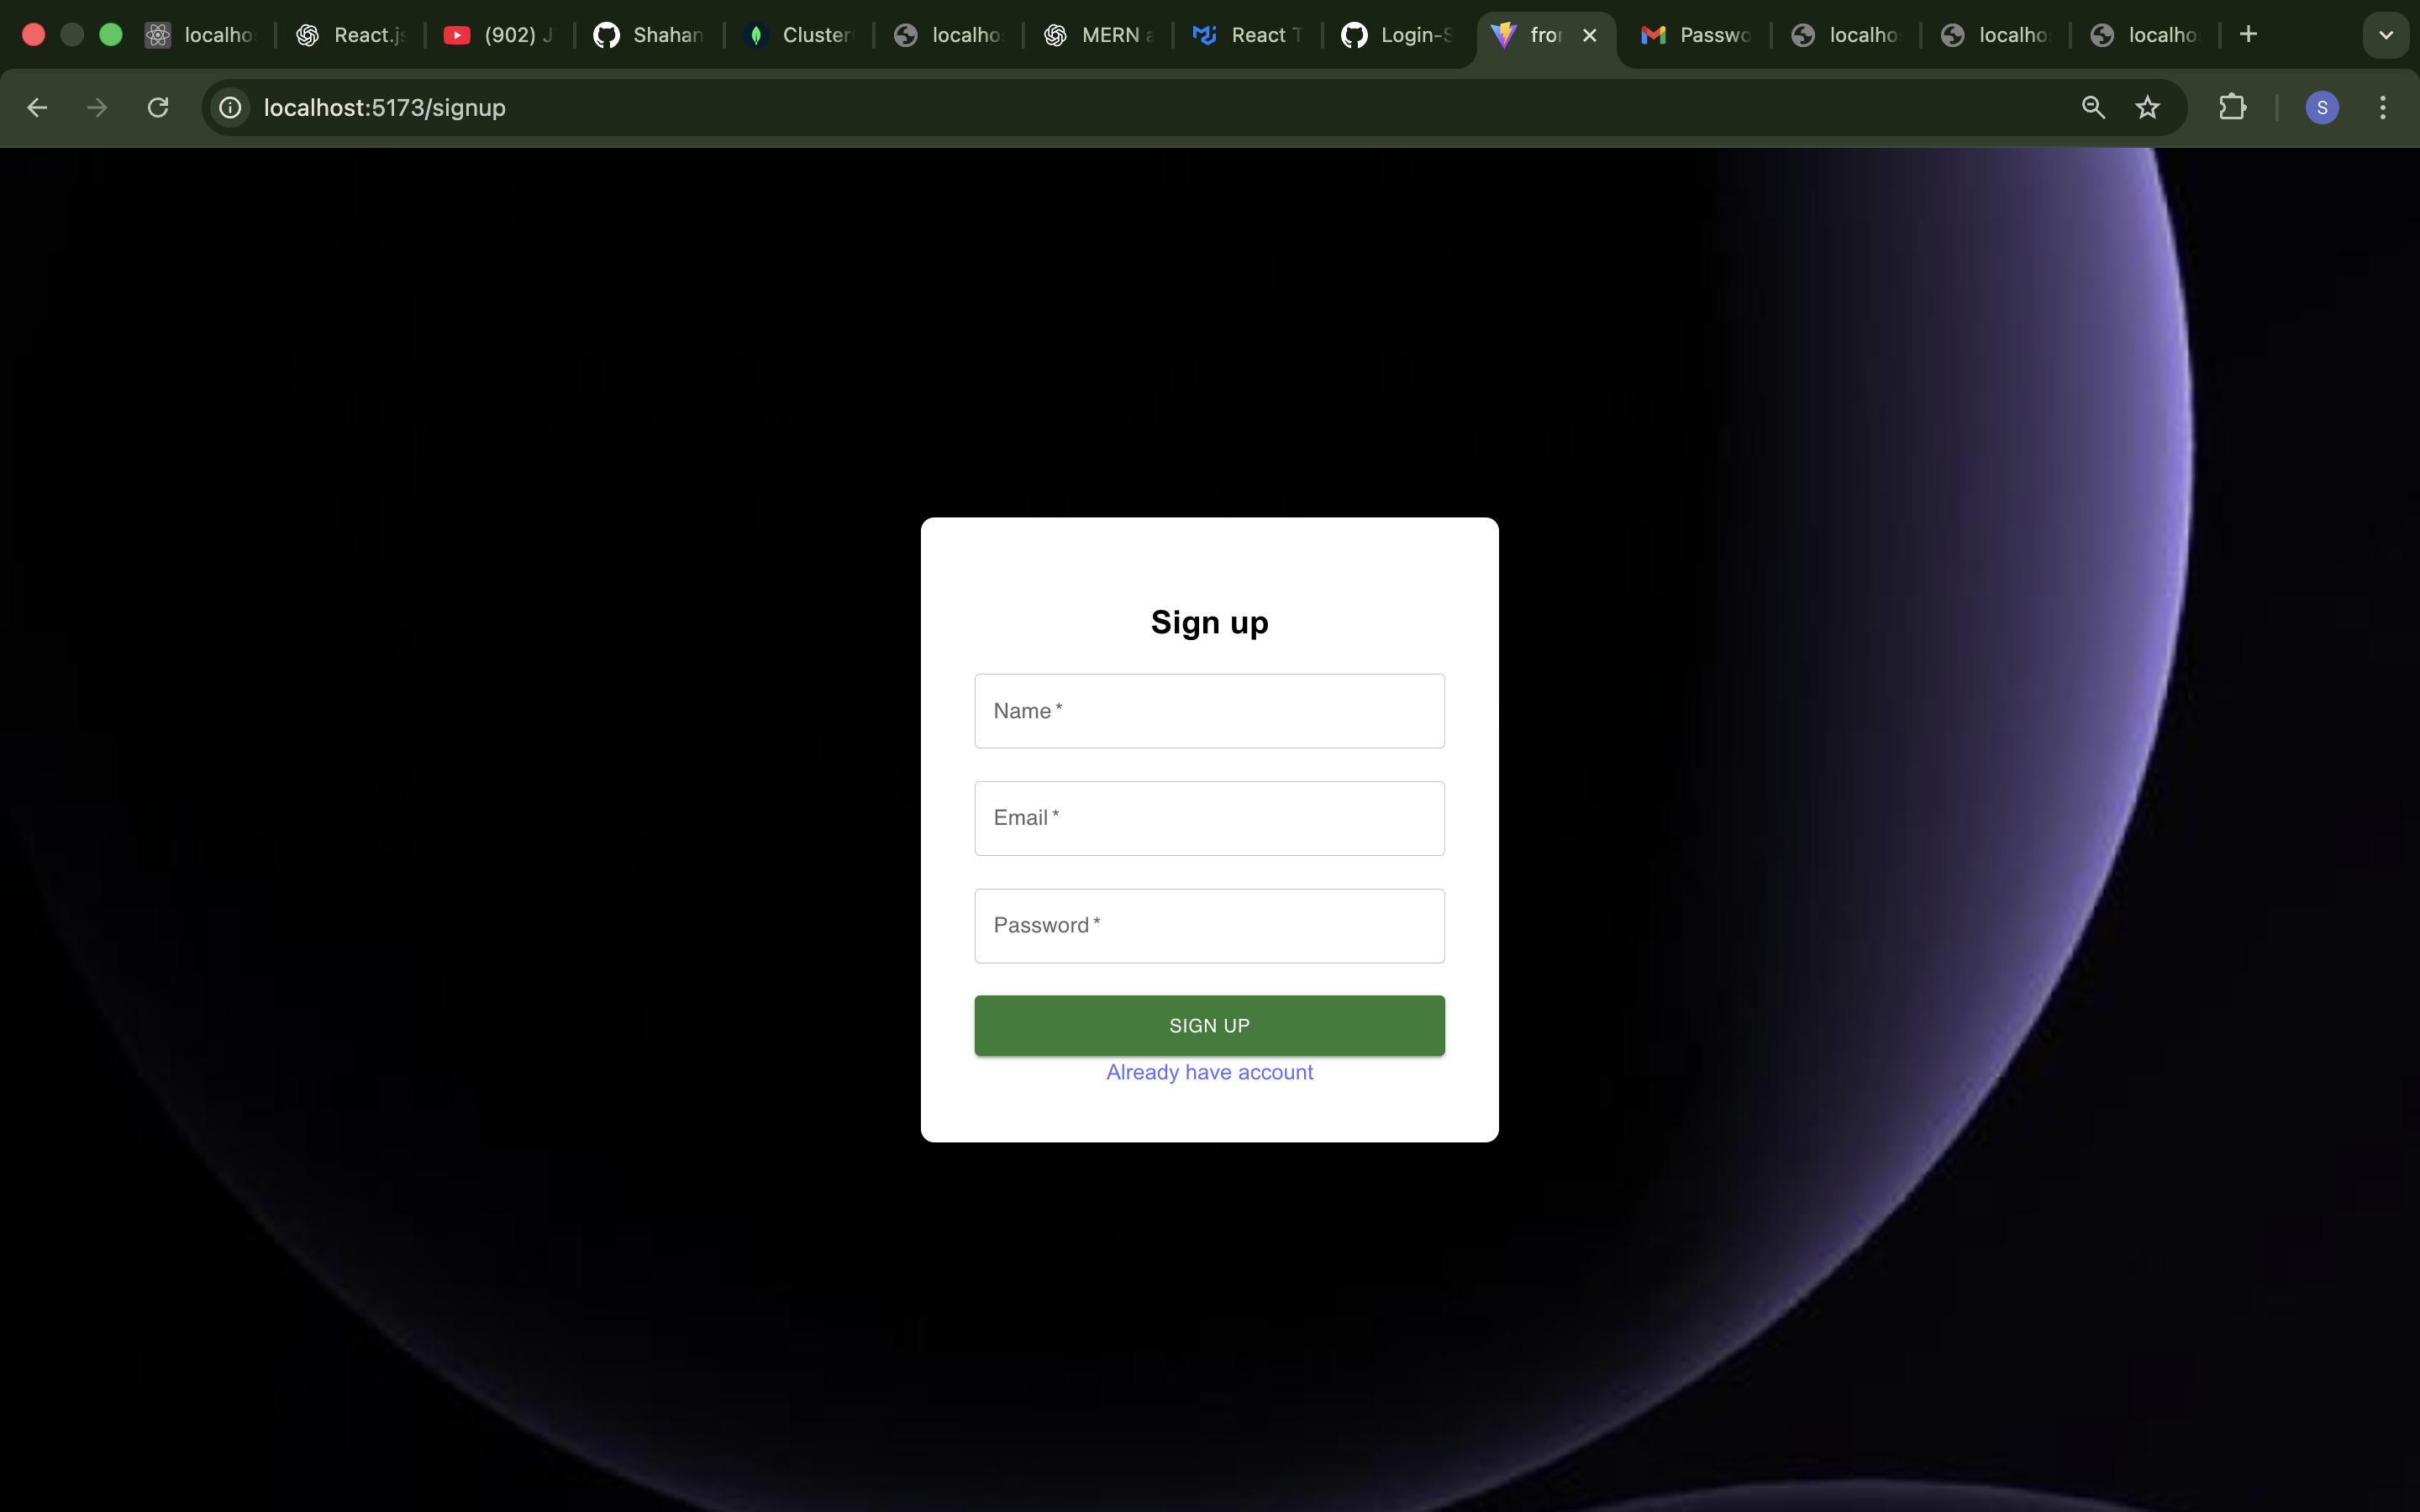 localho
React.js
(902) J
Shahan
Cluster
localho
MERN a
React T
Login-S
fror
Passwo
localho
localho
localho
localhost:5173/signup
S
Sign up
Name *
Email *
Password *
SIGN UP
Already have account